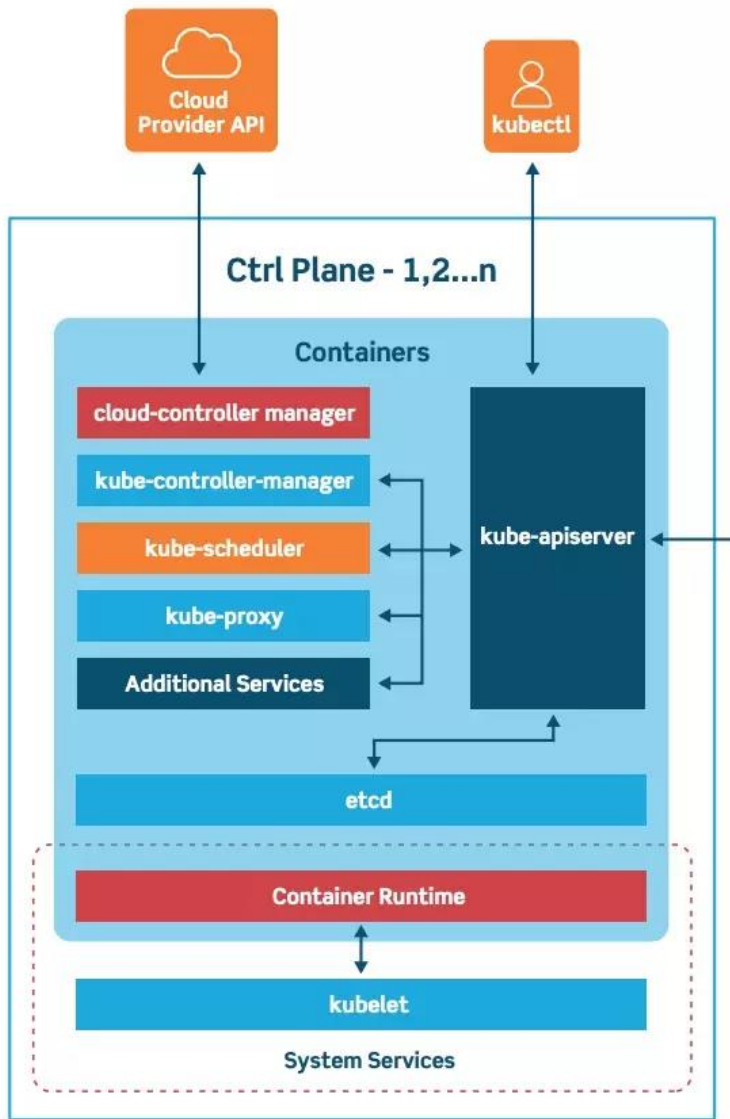 Cloud
Provider API
kubectl
Ctrl Plane - 1,2...n
Containers
cloud-controller manager
kube-controller-manager
kube-scheduler
kube-proxy
Additional Services
kube-apiserver
etcd
Container Runtime
kubelet
System Services